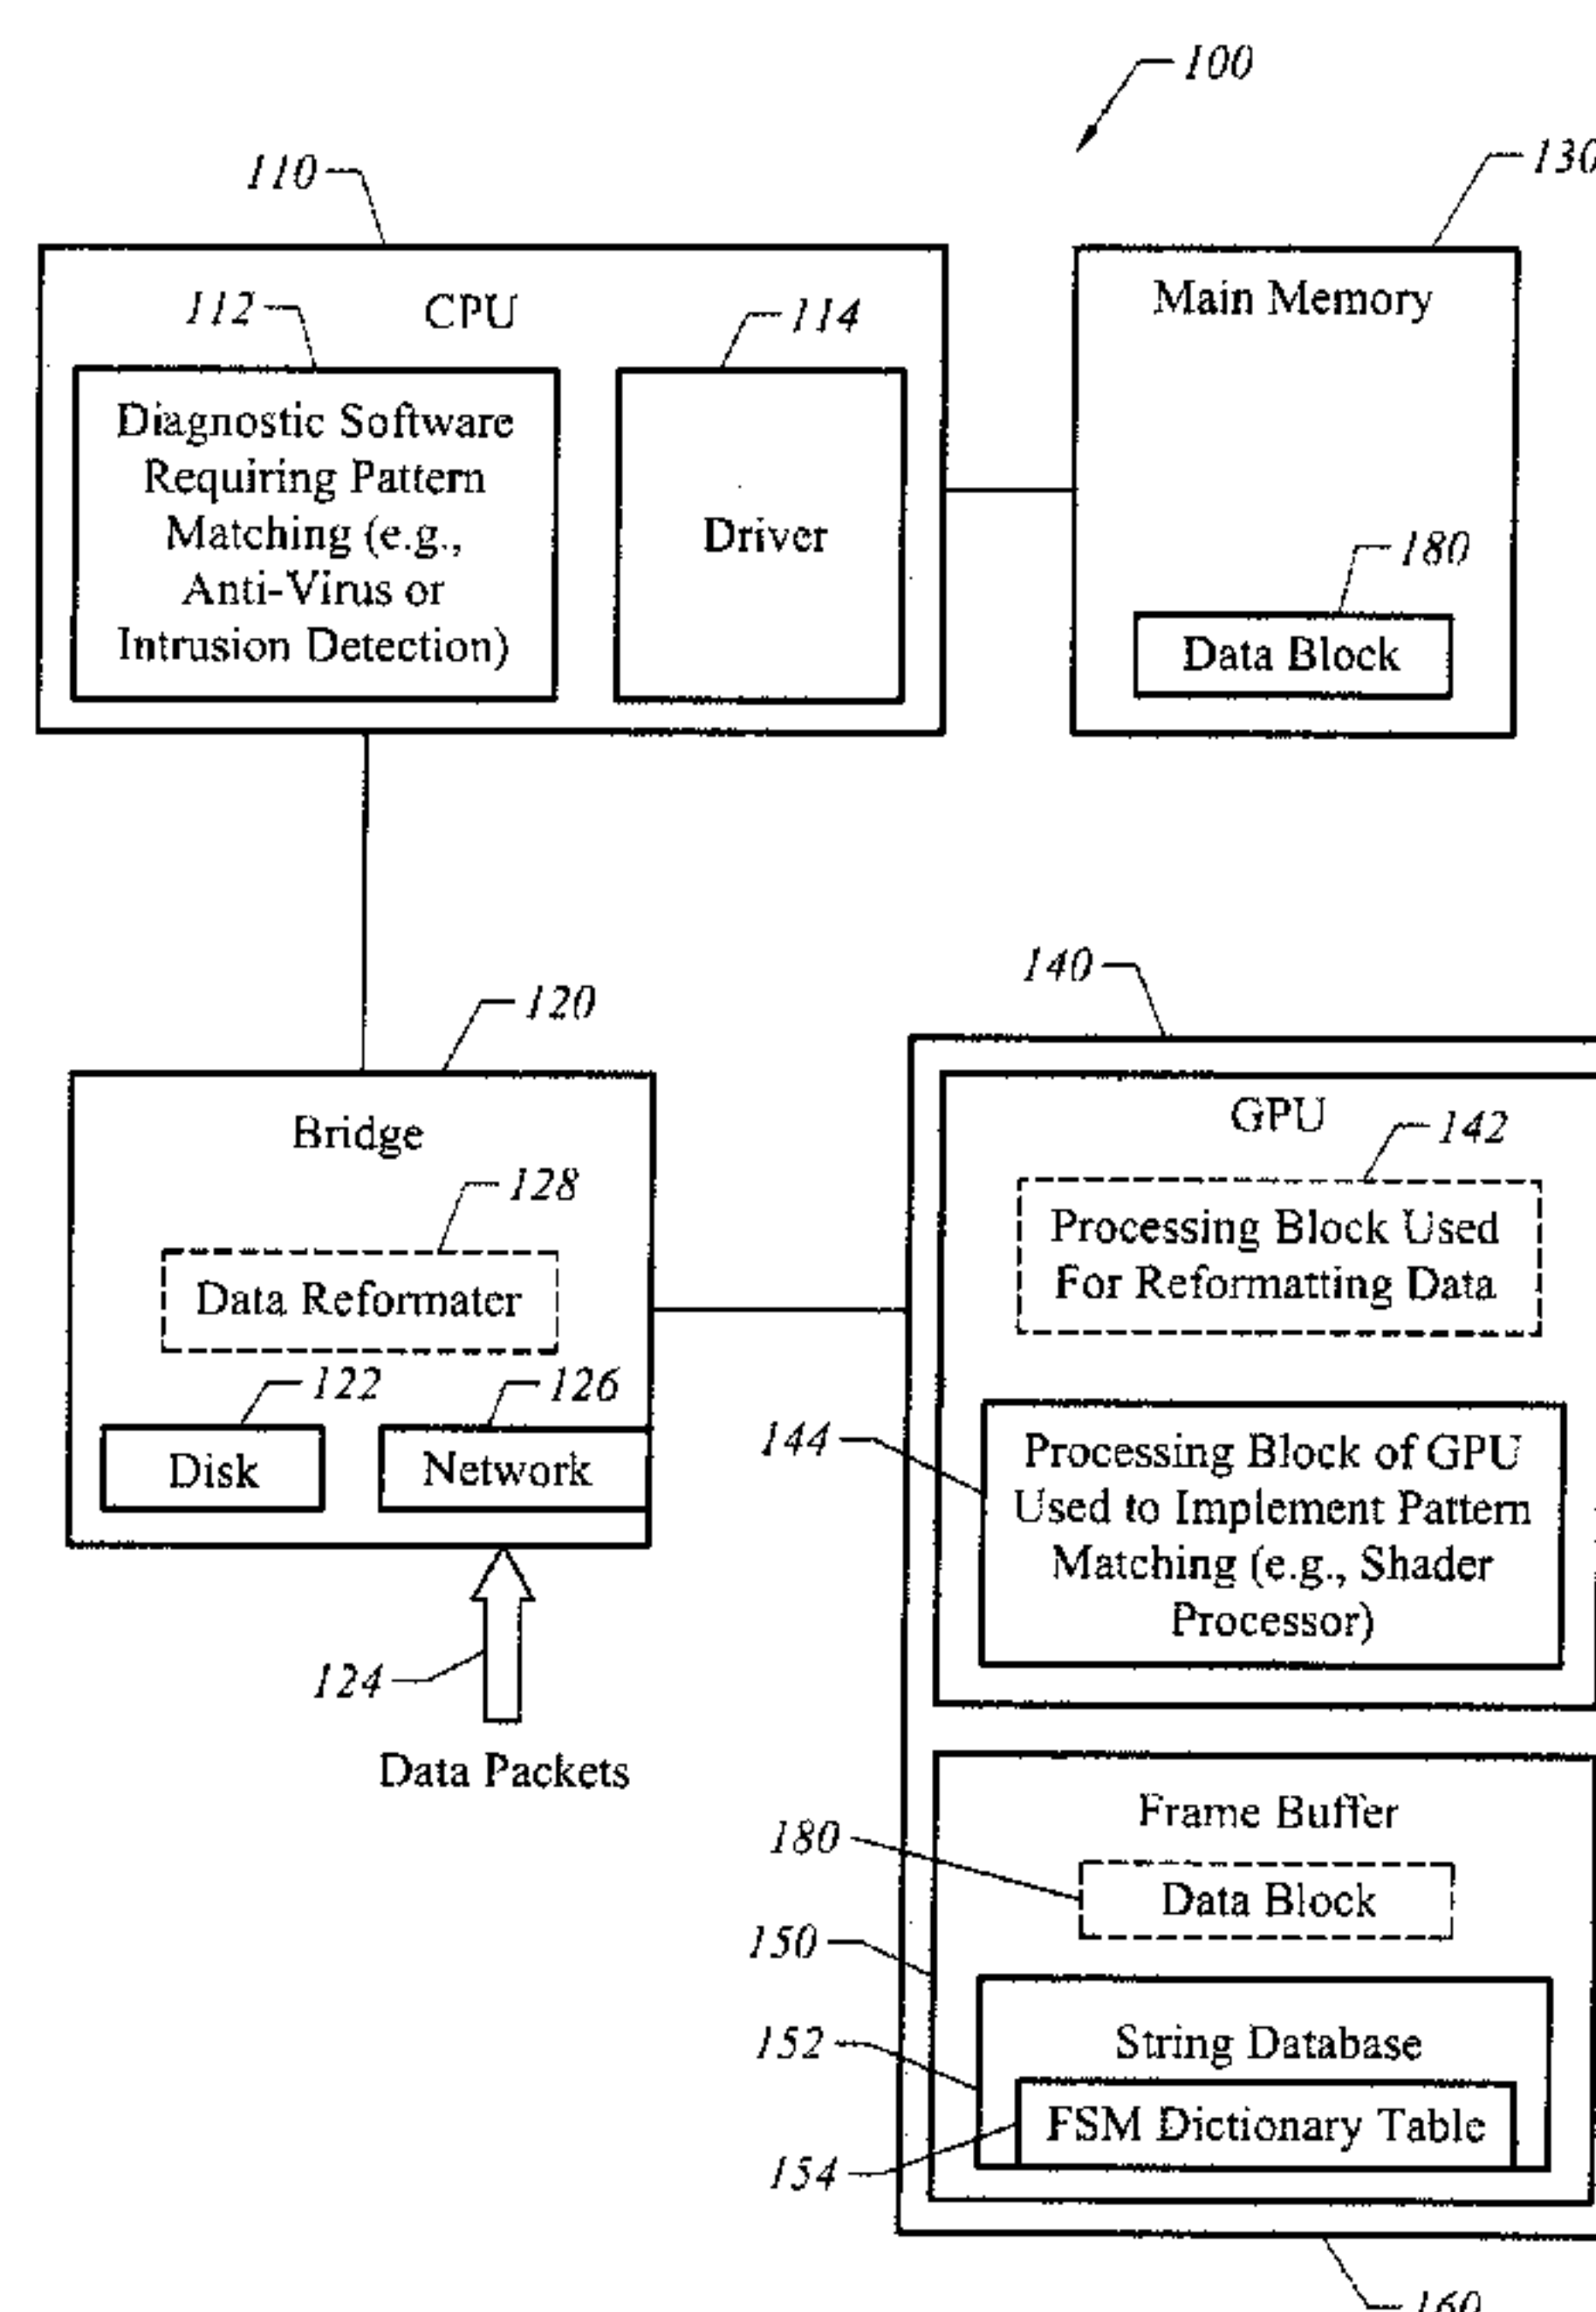 100
110
130
112
CPU
114
Main Memory
Diagnostic Software
Requiring Pattern
Matching (e.g.,
Anti-Virus or
Intrusion Detection)
Driver
180
Data Block
120
140
Bridge
128
Data Reformater
122
126
Disk
Network
124
Data Packets
GPU
142
Processing Block Used
For Reformatting Data
144
Processing Block of GPU
Used to Implement Pattern
Matching (e.g., Shader
Processor)
Frame Buffer
180
Data Block
150
152
String Database
FSM Dictionary Table
154
160